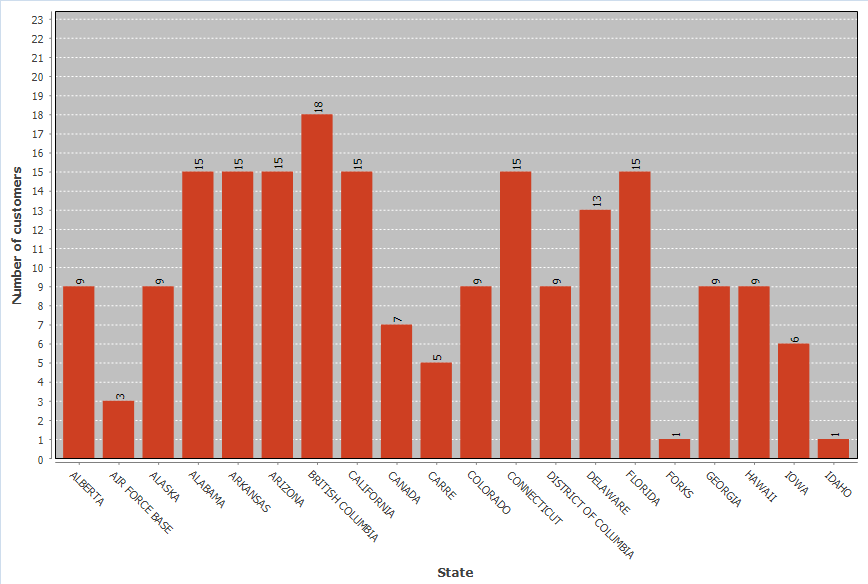 Number of customers
23
22
21
20
19
18
17
16
15
14
13
12
11
10
9
8
7
6
5
4
3
2
1
0
9
3
9
15
15
15
18
15
7
5
9
15
9
13
15
1
9
9
6
1
ALBERTA
AIR FORCE BASE
ALASKA
ALABAMA
ARKANSAS
ARIZONA
BRITISH COLUMBIA
CALIFORNIA
CANADA
CARRE
COLORADO
CONNECTICUT
DISTRICT OF COLUMBIA
DELAWARE
FLORIDA
FORKS
GEORGIA
HAWAII
IOWA
IDAHO
State